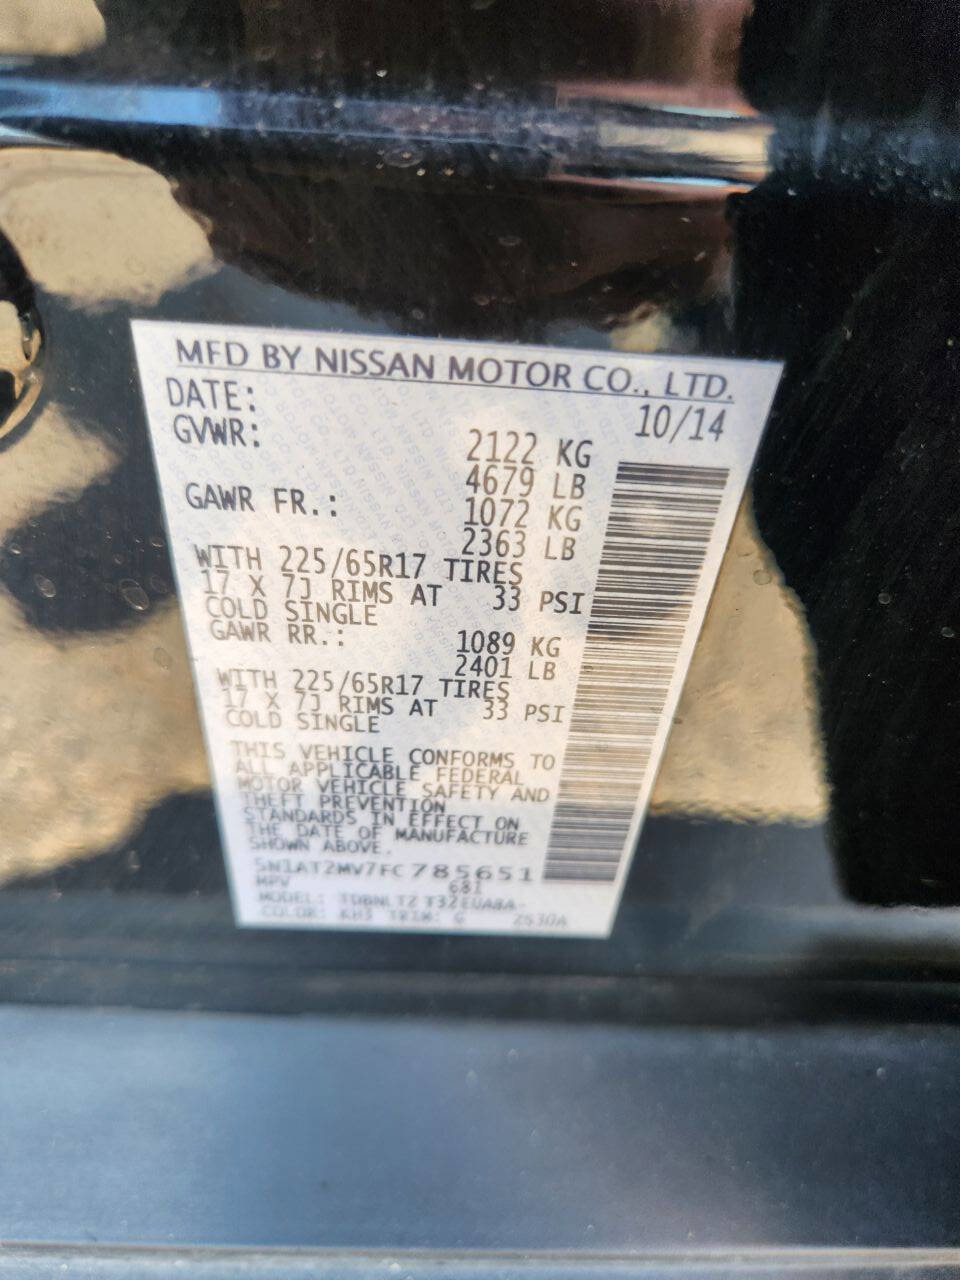 MFD BY NISSAN MOTOR CO., LTD.
DATE: 10/14
GVWR: 2122 KG
4679 LB
GAWR FR.: 1072 KG
2363 LB
WITH 225/65R17 TIRES
17 X 7J RIMS AT 33 PSI
COLD SINGLE
GAWR RR.: 1089 KG
2401 LB
WITH 225/65R17 TIRES
17 X 7J RIMS AT 33 PSI
COLD SINGLE
THIS VEHICLE CONFORMS TO
ALL APPLICABLE FEDERAL
MOTOR VEHICLE SAFETY AND
THEFT PREVENTION
STANDARDS IN EFFECT ON
THE DATE OF MANUFACTURE
SHOWN ABOVE.
5N1AT2MV7FC785651
MPV 681
MODEL:
COLOR: KH3 TRIM: G